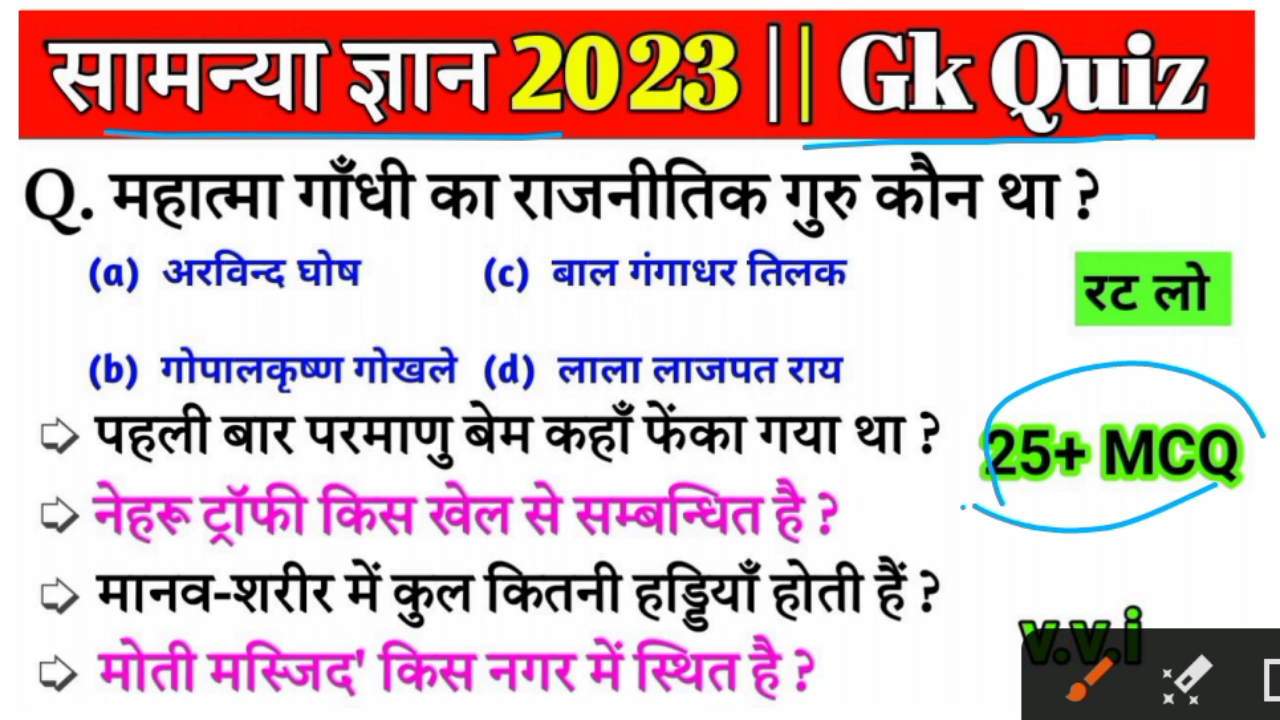 सामन्या ज्ञान 2023 || Gk Quiz
Q. महात्मा गाँधी का राजनीतिक गुरु कौन था ?
(a) अरविन्द घोष (c) बाल गंगाधर तिलक
रट लो
(b) गोपालकृष्ण गोखले (d) लाला लाजपत राय
⇨ पहली बार परमाणु बेम कहाँ फेंका गया था ?
25+ MCQ
⇨ नेहरू ट्रॉफी किस खेल से सम्बन्धित है ?
⇨ मानव-शरीर में कुल कितनी हड्डियाँ होती हैं ?
v.v.i
⇨ मोती मस्जिद' किस नगर में स्थित है ?